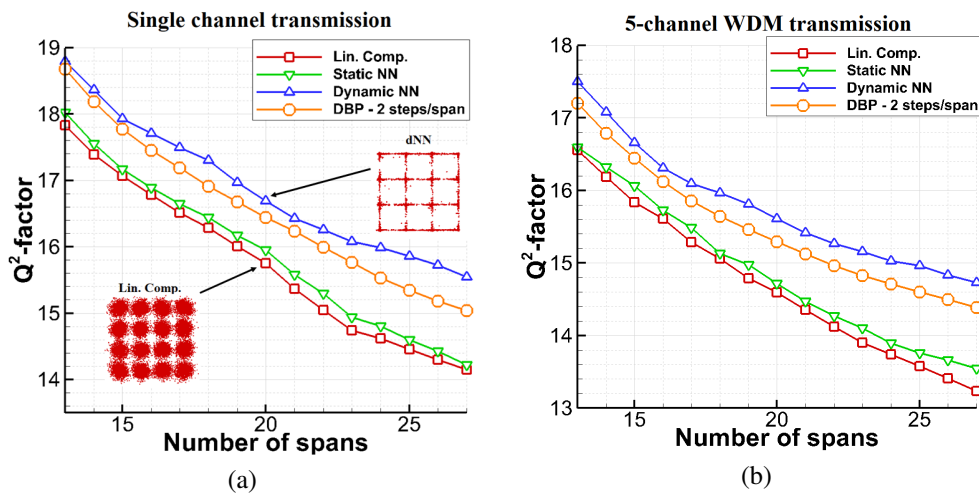 Single channel transmission
19
18
17
16
15
14
15
20
25
Q²-factor
Number of spans
Lin. Comp.
Static NN
Dynamic NN
DBP - 2 steps/span
dNN
Lin. Comp.
(a)
5-channel WDM transmission
18
17
16
15
14
13
15
20
25
Q²-factor
Number of spans
Lin. Comp.
Static NN
Dynamic NN
DBP - 2 steps/span
(b)